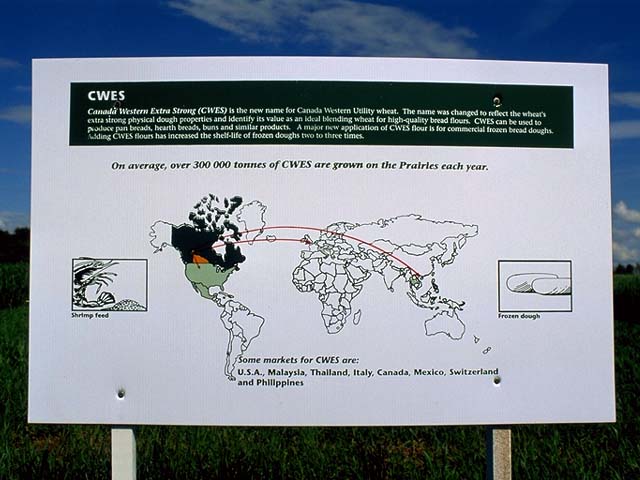 CWES
Canada Western Extra Strong (CWES) is the new name for Canada Western Utility wheat. The name was changed to reflect the wheat's
extra strong physical dough properties and identify its value as an ideal blending wheat for high-quality bread flours. CWES can be used to
produce pan breads, hearth breads, buns and similar products. A major new application of CWES flour is for commercial frozen bread doughs.
Adding CWES flours has increased the shelf-life of frozen doughs two to three times.
On average, over 300 000 tonnes of CWES are grown on the Prairies each year.
Shrimp feed
Frozen dough
Some markets for CWES are:
U.S.A., Malaysia, Thailand, Italy, Canada, Mexico, Switzerland
and Philippines